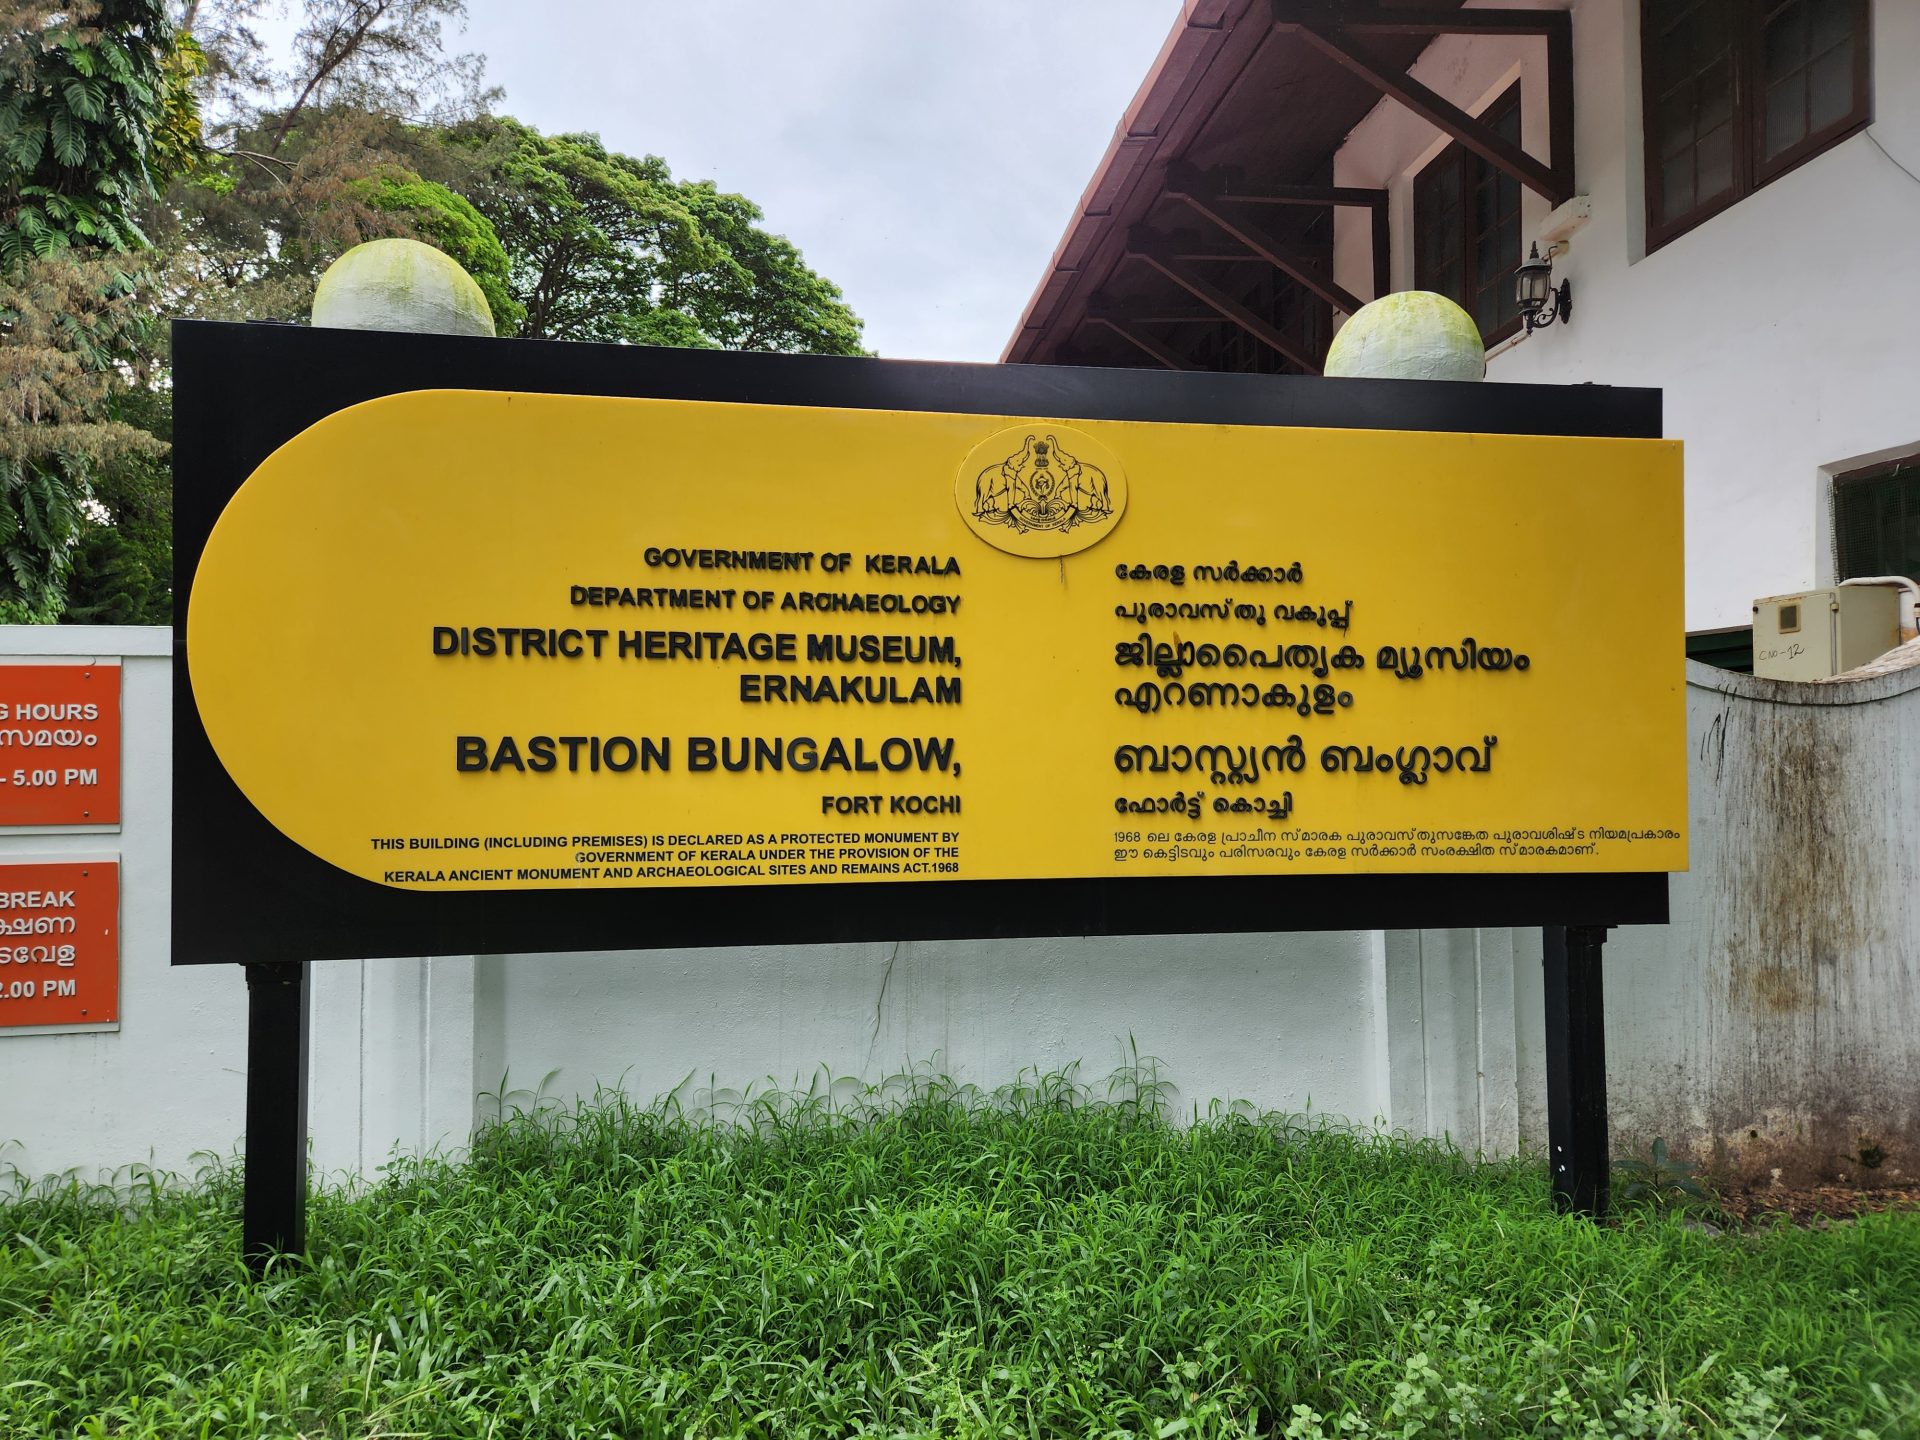 GOVERNMENT OF KERALA
DEPARTMENT OF ARCHAEOLOGY
DISTRICT HERITAGE MUSEUM,
ERNAKULAM
BASTION BUNGALOW,
FORT KOCHI
THIS BUILDING (INCLUDING PREMISES) IS DECLARED AS A PROTECTED MONUMENT BY
GOVERNMENT OF KERALA UNDER THE PROVISION OF THE
KERALA ANCIENT MONUMENT AND ARCHAEOLOGICAL SITES AND REMAINS ACT.1968
കേരള സർക്കാർ
പുരാവസ്തു വകുപ്പ്
ജില്ലാപൈതൃക മ്യൂസിയം
എറണാകുളം
ബാസ്റ്റ്യൻ ബംഗ്ലാവ്
ഫോർട്ട് കൊച്ചി
1968 ലെ കേരള പ്രാചീന സ്മാരക പുരാവസ്തുസങ്കേത പുരാവശിഷ്ട നിയമപ്രകാരം
ഈ കെട്ടിടവും പരിസരവും കേരള സർക്കാർ സംരക്ഷിത സ്മാരകമാണ്.
G HOURS
സമയം
- 5.00 PM
BREAK
ക്ഷണ
ടവേള
2.00 PM
CNO-12